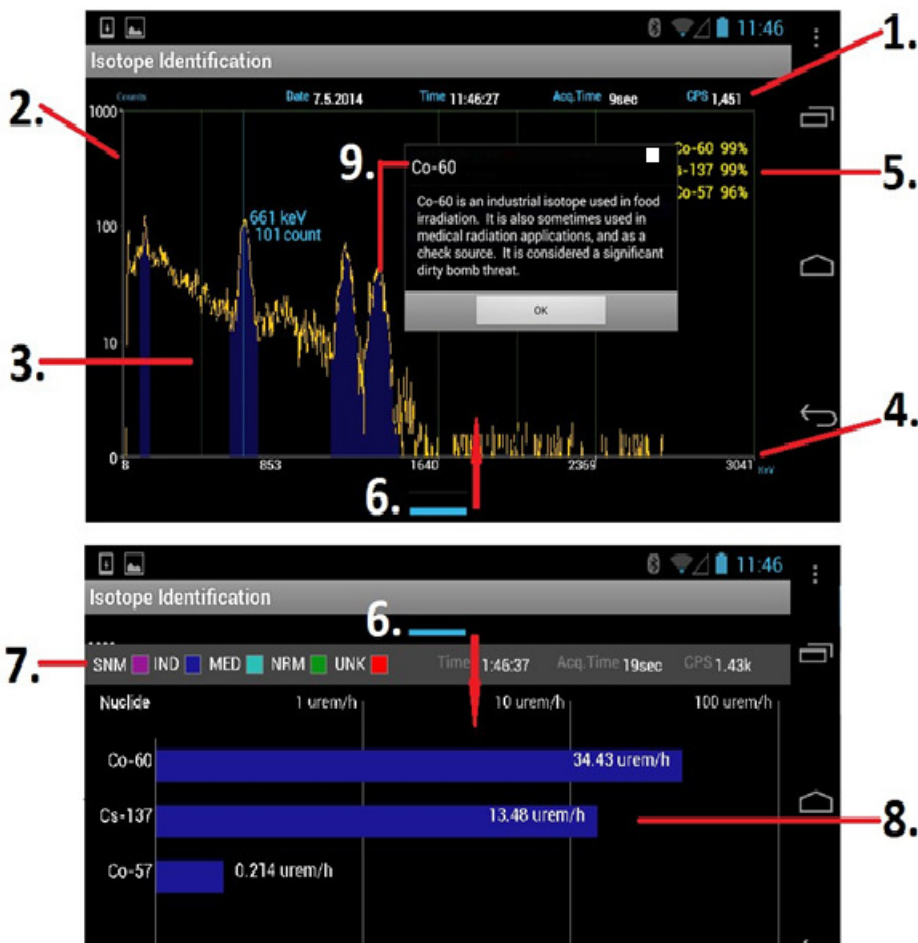 11:46
1.
Isotope Identification
Counts Date 7.5.2014 Time 11:46:27 Acq.Time 9sec CPS 1,451
2.
1000
9.
Co-60
Co-60 99%
s-137 99%
Co-57 96%
5.
661 keV
101 count
Co-60 is an industrial isotope used in food
irradiation. It is also sometimes used in
medical radiation applications, and as a
check source. It is considered a significant
dirty bomb threat.
OK
100
10
3.
4.
0
8 853 1640 2369 3041 KeV
6.
11:46
Isotope Identification
6.
7.
SNM IND MED NRM UNK Time 1:46:37 Acq.Time 19sec CPS 1.43k
Nuclide 1 urem/h 10 urem/h 100 urem/h
Co-60 34.43 urem/h
Cs-137 13.48 urem/h
8.
Co-57 0.214 urem/h